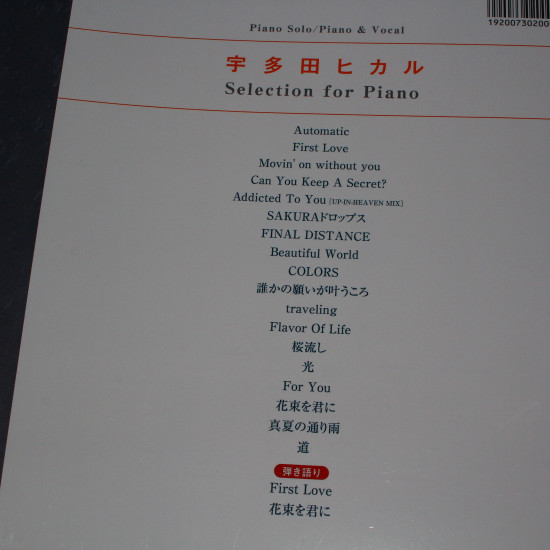 19200730200
Piano Solo/Piano & Vocal
宇多田ヒカル
Selection for Piano
Automatic
First Love
Movin' on without you
Can You Keep A Secret?
Addicted To You [UP-IN-HEAVEN MIX]
SAKURAドロップス
FINAL DISTANCE
Beautiful World
COLORS
誰かの願いが叶うころ
traveling
Flavor Of Life
桜流し
光
For You
花束を君に
真夏の通り雨
道
弾き語り
First Love
花束を君に